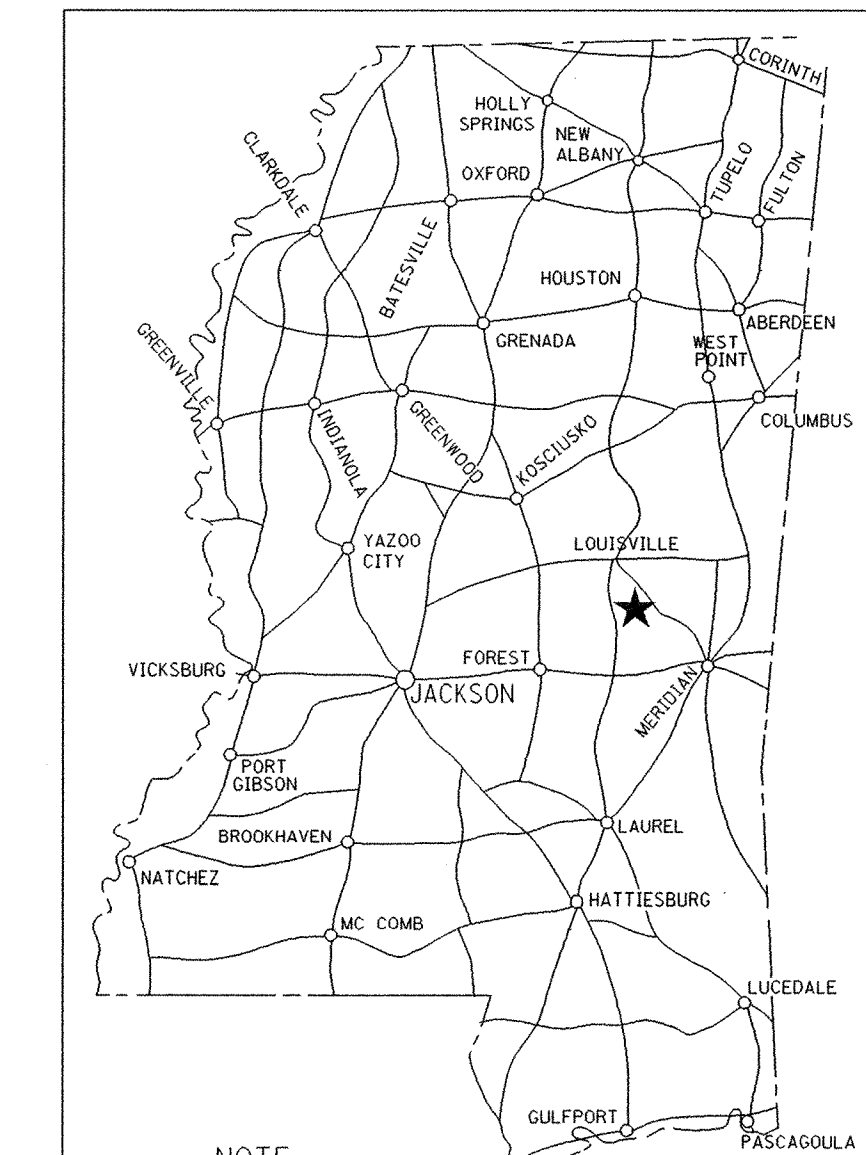 CORINTH
HOLLY
SPRINGS
NEW
ALBANY
CLARKDALE
OXFORD
TUPELO
FULTON
BATESVILLE
HOUSTON
ABERDEEN
GRENADA
WEST
POINT
GREENVILLE
COLUMBUS
INDIANOLA
GREENWOOD
KOSCIUSKO
YAZOO
CITY
LOUISVILLE
VICKSBURG
FOREST
JACKSON
MERIDIAN
PORT
GIBSON
BROOKHAVEN
LAUREL
NATCHEZ
HATTIESBURG
MC COMB
LUCEDALE
GULFPORT
PASCAGOULA
NOTE